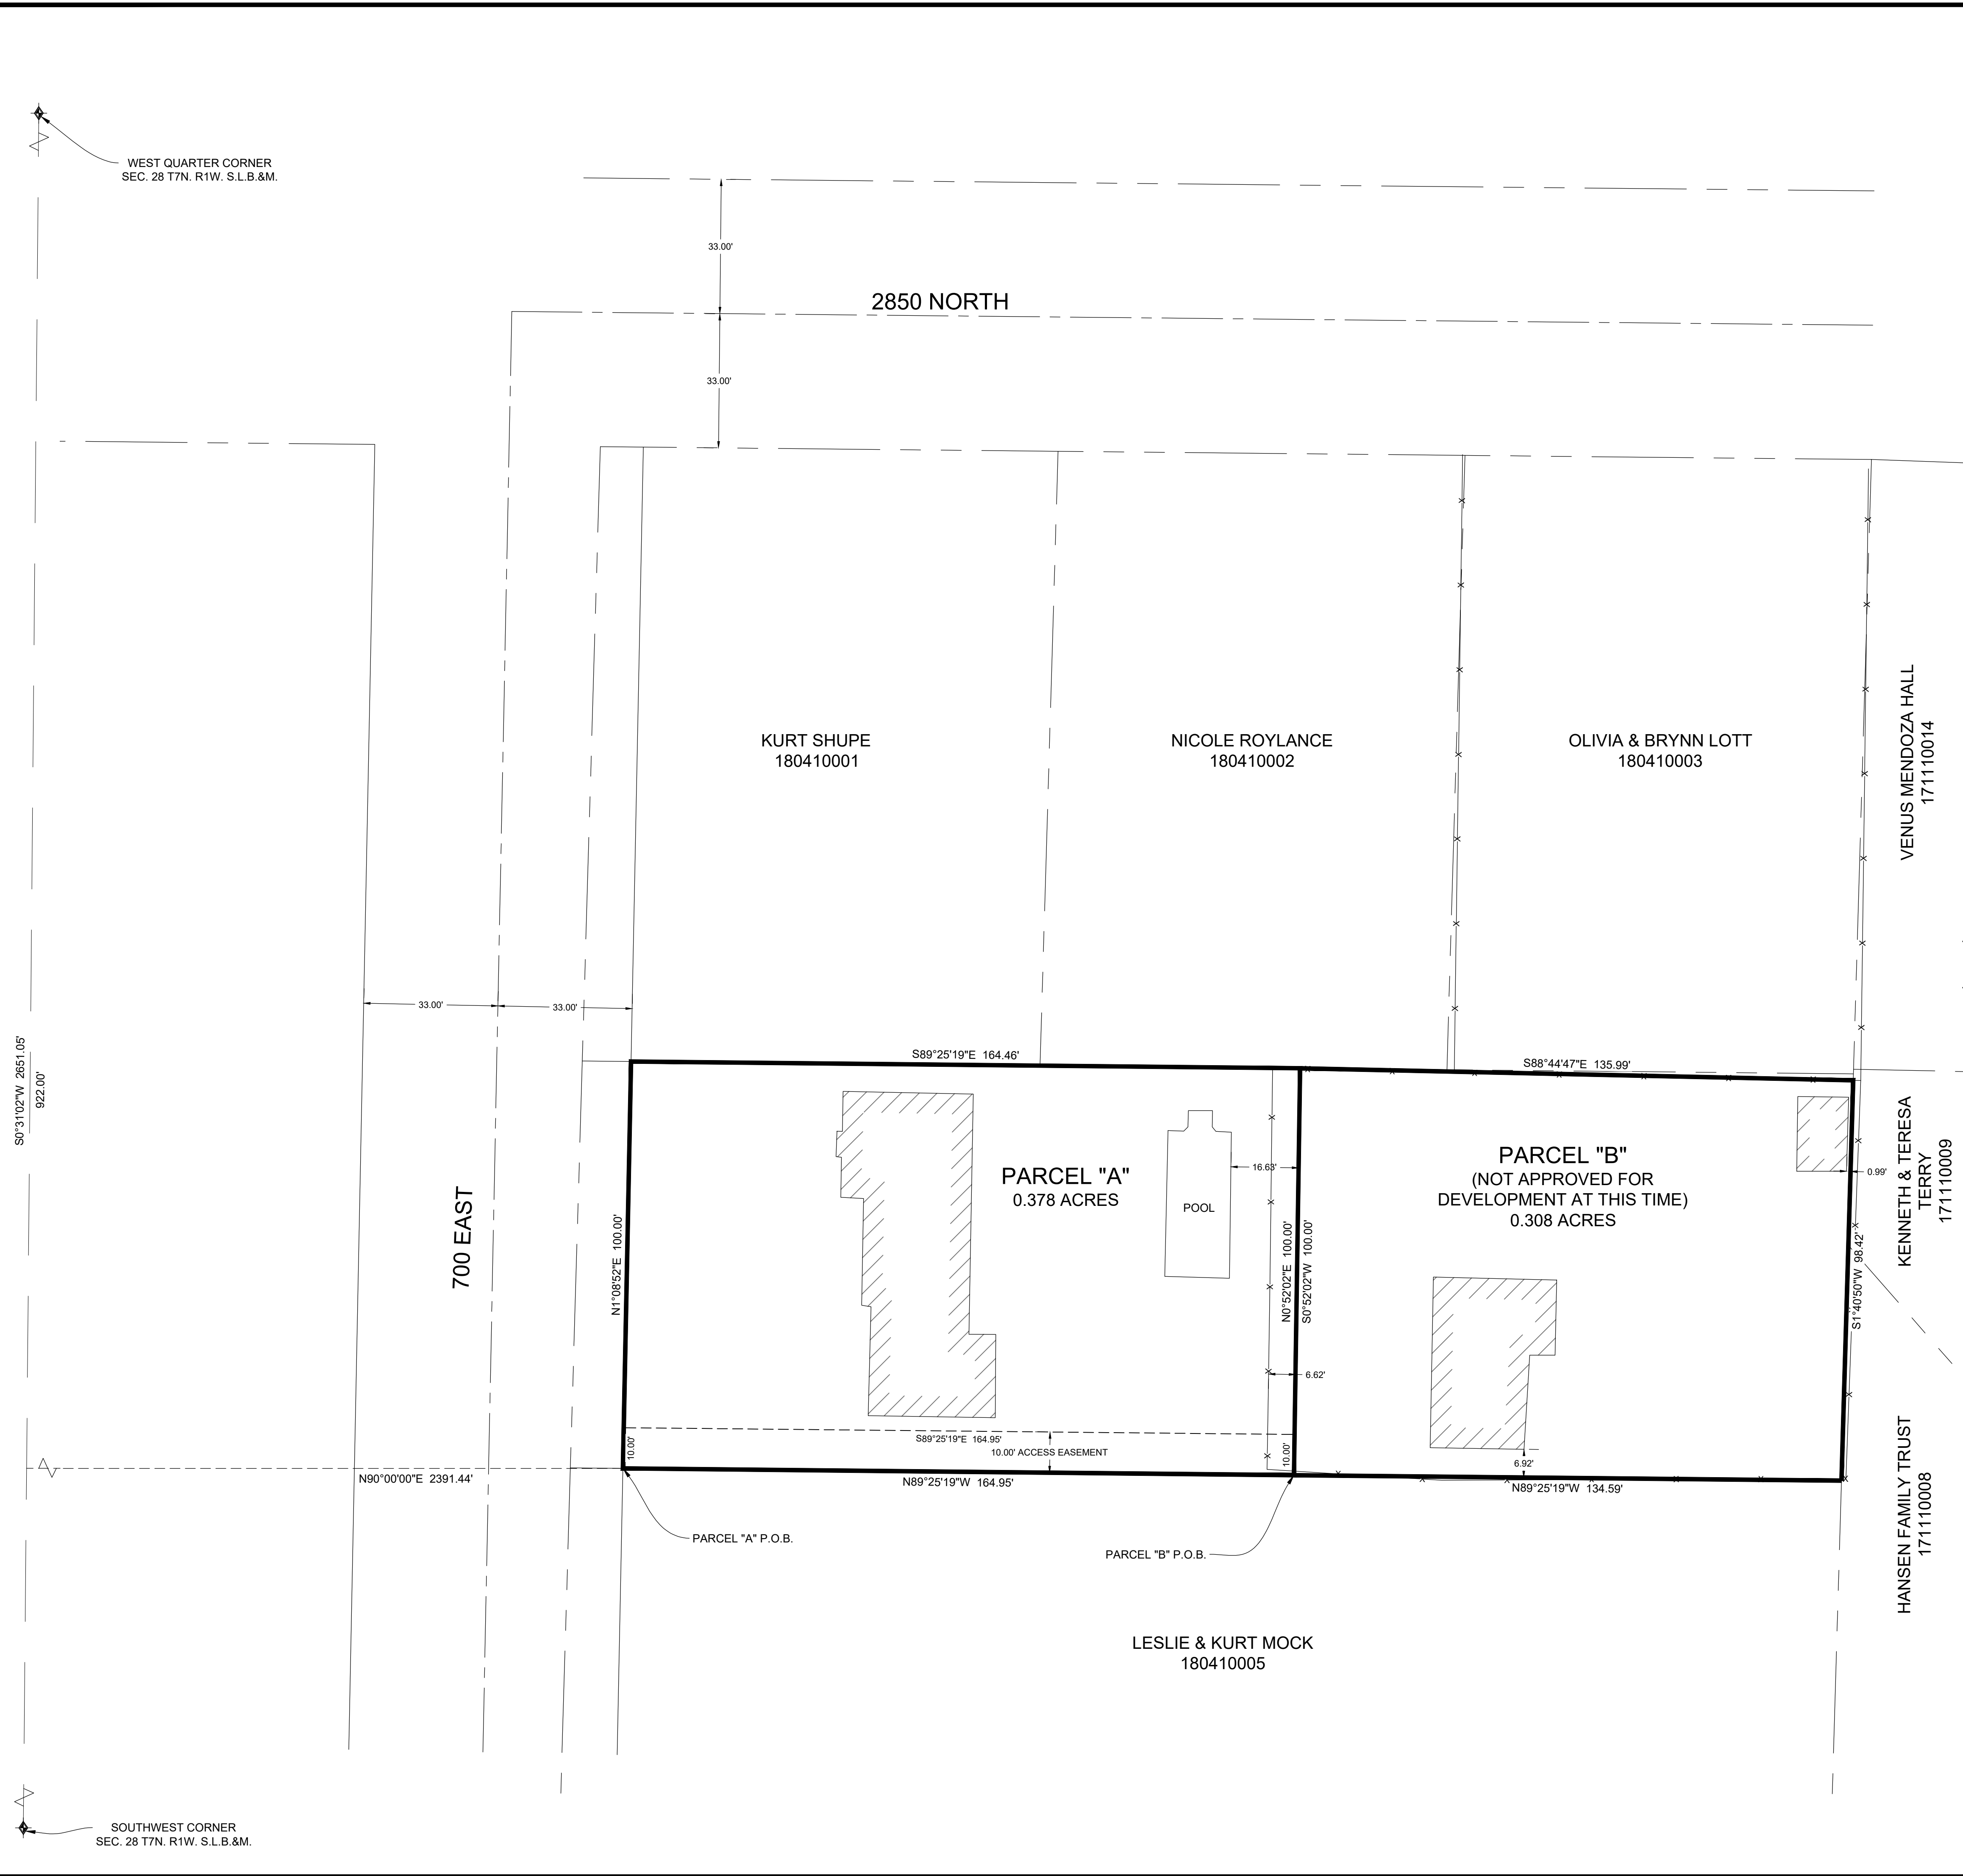 WEST QUARTER CORNER
SEC. 28 T7N. R1W. S.L.B.&M.
33.00'
2850 NORTH
33.00'
KURT SHUPE
180410001
NICOLE ROYLANCE
180410002
OLIVIA & BRYNN LOTT
180410003
VENUS MENDOZA HALL
171110014
33.00'
33.00'
S0°31'02"W 2651.05'
922.00'
S89°25'19"E 164.46'
S88°44'47"E 135.99'
700 EAST
N1°08'52"E 100.00'
PARCEL "A"
0.378 ACRES
POOL
16.63'
N0°52'02"E 100.00'
S0°52'02"W 100.00'
6.62'
PARCEL "B"
(NOT APPROVED FOR
DEVELOPMENT AT THIS TIME)
0.308 ACRES
0.99'
S1°40'50"W 98.42'
KENNETH & TERESA
TERRY
171110009
10.00'
S89°25'19"E 164.95'
10.00' ACCESS EASEMENT
10.00'
6.92'
N90°00'00"E 2391.44'
N89°25'19"W 164.95'
N89°25'19"W 134.59'
HANSEN FAMILY TRUST
171110008
PARCEL "A" P.O.B.
PARCEL "B" P.O.B.
LESLIE & KURT MOCK
180410005
SOUTHWEST CORNER
SEC. 28 T7N. R1W. S.L.B.&M.